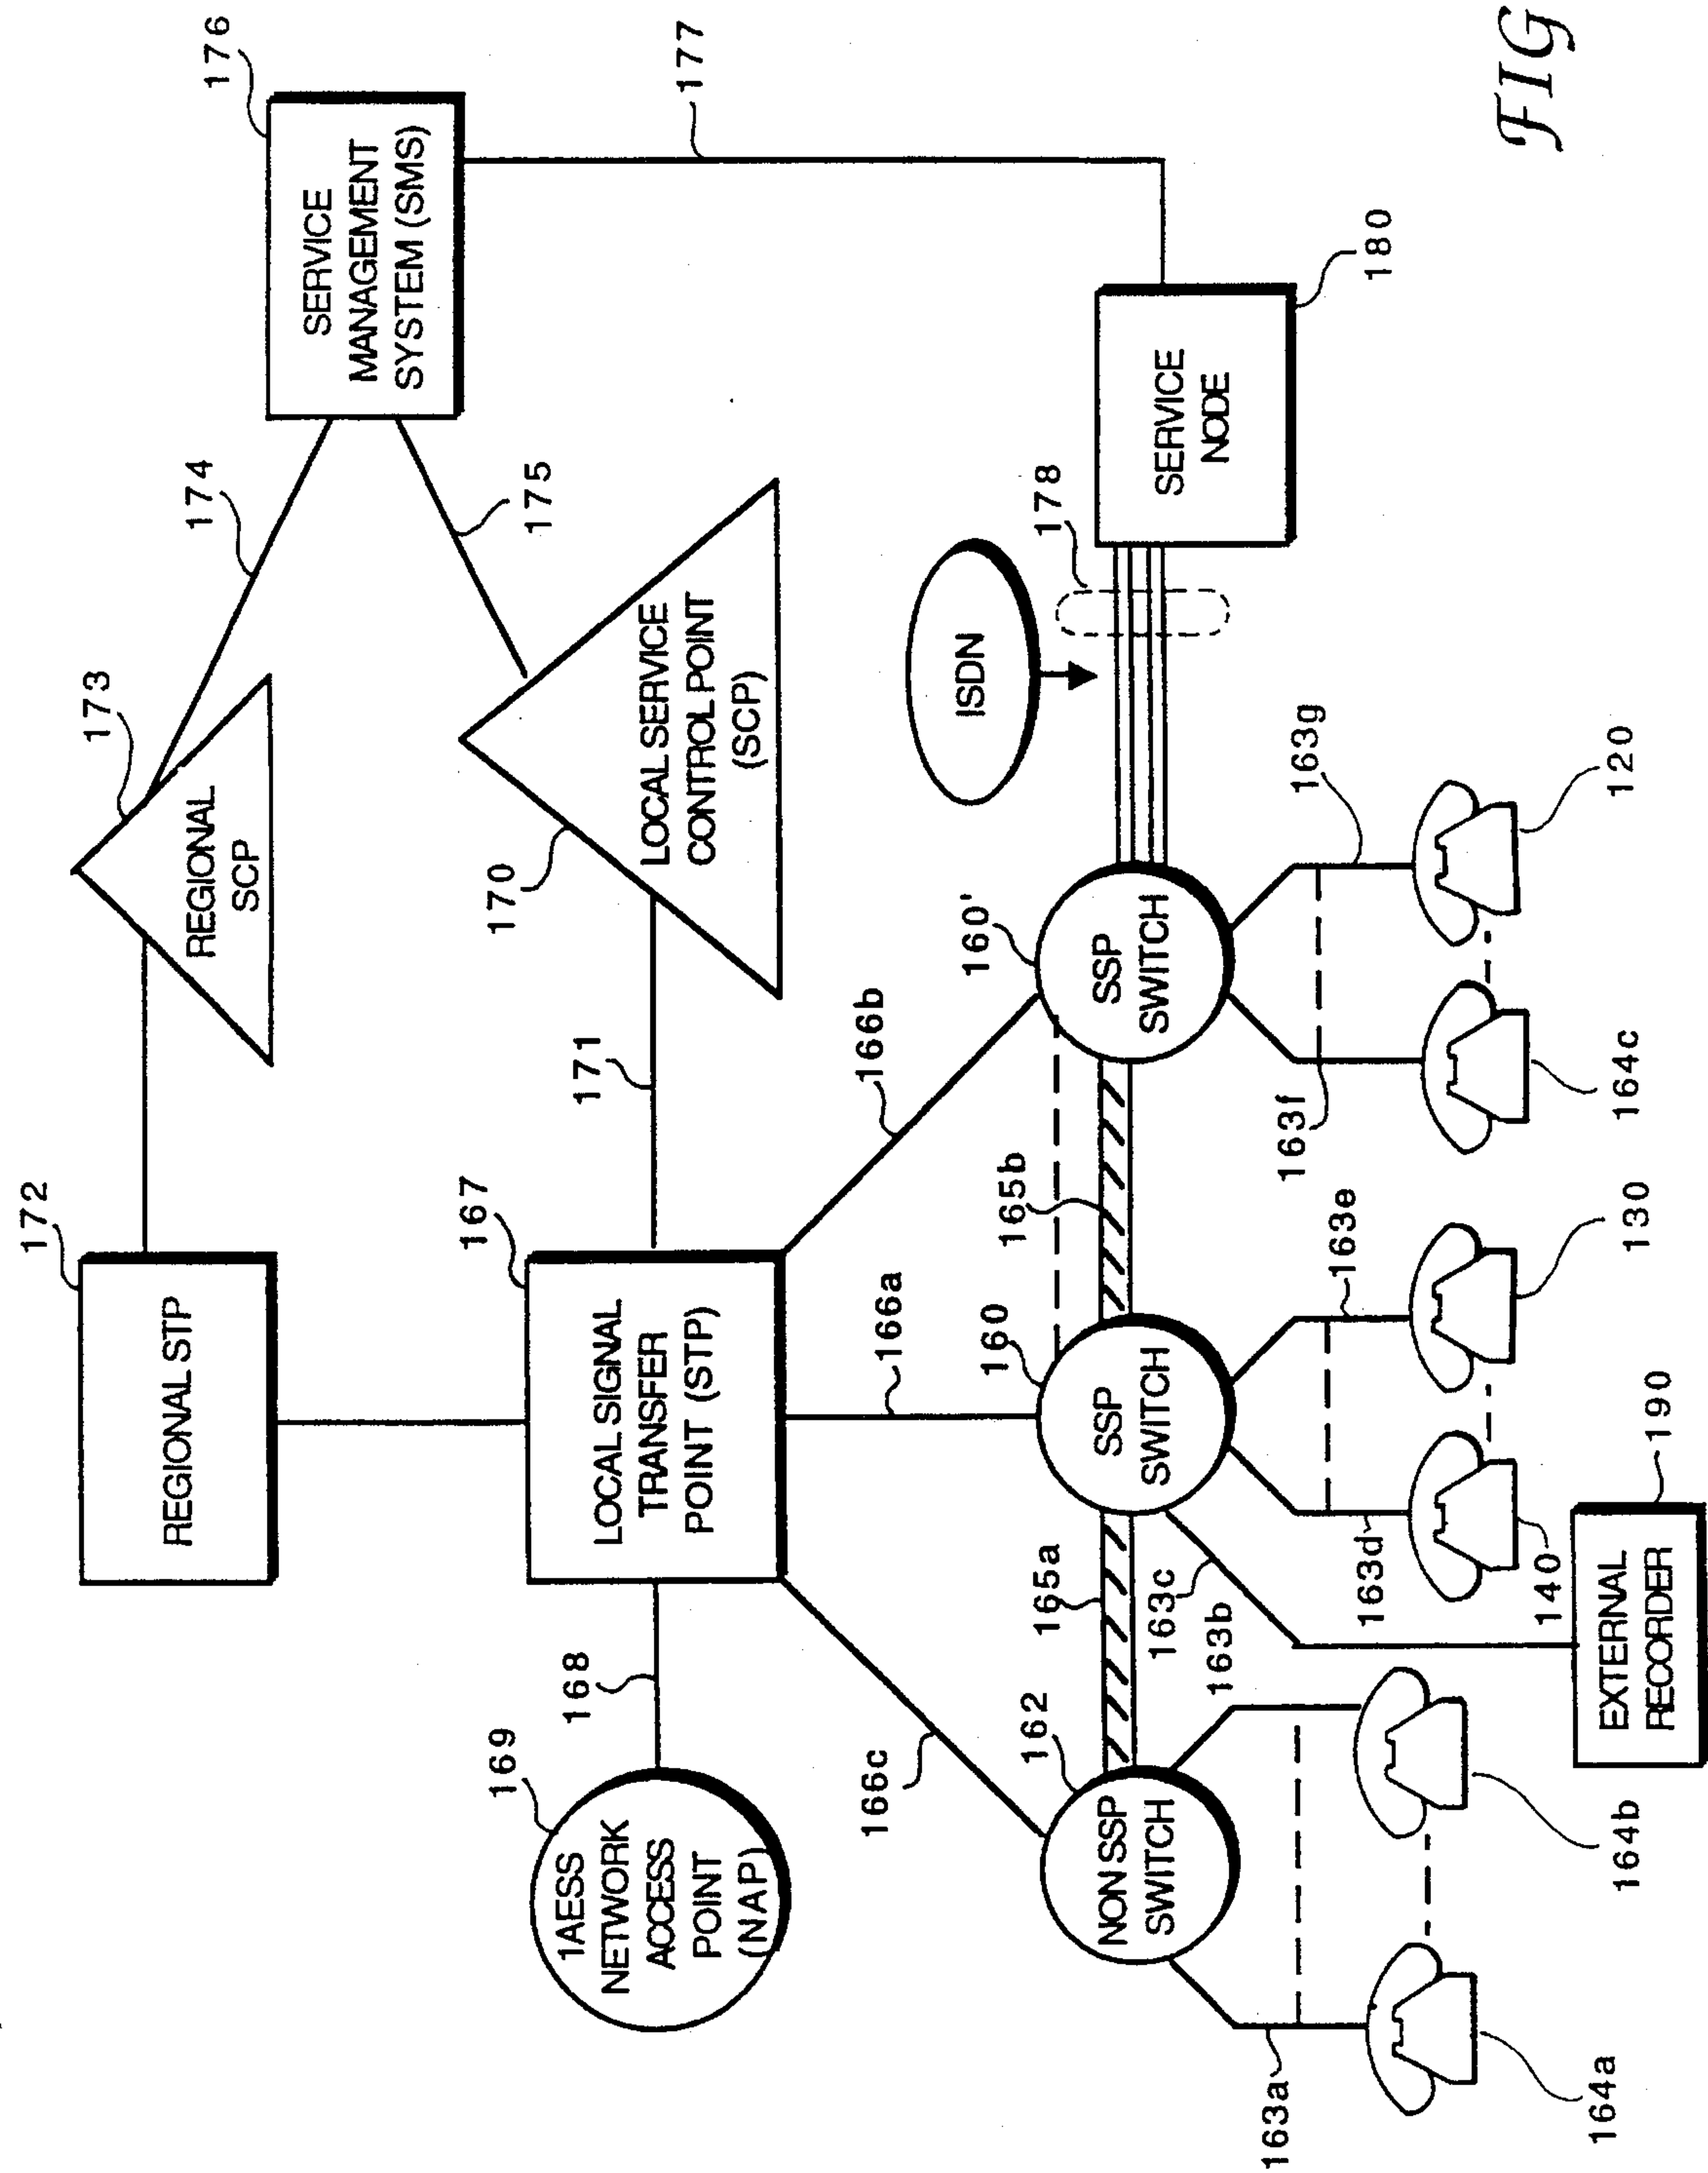 176
SERVICE
MANAGEMENT
SYSTEM (SMS)
177
174
175
173
REGIONAL
SCP
172
REGIONAL STP
170
LOCAL SERVICE
CONTROL POINT
(SCP)
171
167
LOCAL SIGNAL
TRANSFER
POINT (STP)
169
1AESS
NETWORK
ACCESS
POINT
(NAP)
168
166c
166a
166b
162
NON SSP
SWITCH
165a
160
SSP
SWITCH
165b
160'
SSP
SWITCH
ISDN
178
SERVICE
NODE
180
163a
163b
163c
163d
163e
163f
163g
164a
164b
140
130
164c
120
EXTERNAL
RECORDER
190
FIG